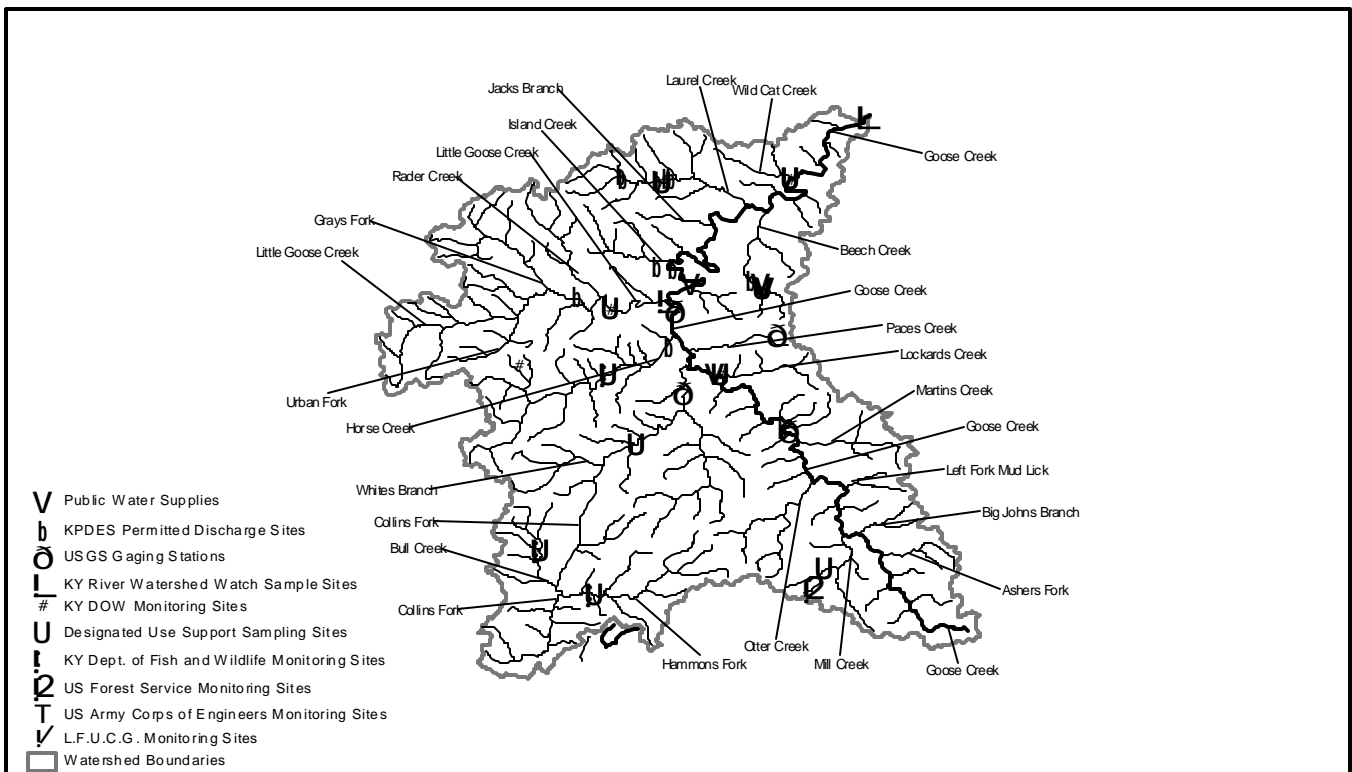 Laurel Creek
Wild Cat Creek
Jacks Branch
Island Creek
Little Goose Creek
Goose Creek
Rader Creek
Grays Fork
Little Goose Creek
Beech Creek
Goose Creek
Paces Creek
Lockards Creek
Martins Creek
Urban Fork
Horse Creek
Goose Creek
Left Fork Mud Lick
Whites Branch
Big Johns Branch
Collins Fork
Bull Creek
Ashers Fork
Collins Fork
Otter Creek
Mill Creek
Hammons Fork
Goose Creek
V Public Water Supplies
b KPDES Permitted Discharge Sites
ð USGS Gaging Stations
L KY River Watershed Watch Sample Sites
# KY DOW Monitoring Sites
U Designated Use Support Sampling Sites
KY Dept. of Fish and Wildlife Monitoring Sites
2 US Forest Service Monitoring Sites
T US Army Corps of Engineers Monitoring Sites
L.F.U.C.G. Monitoring Sites
Watershed Boundaries